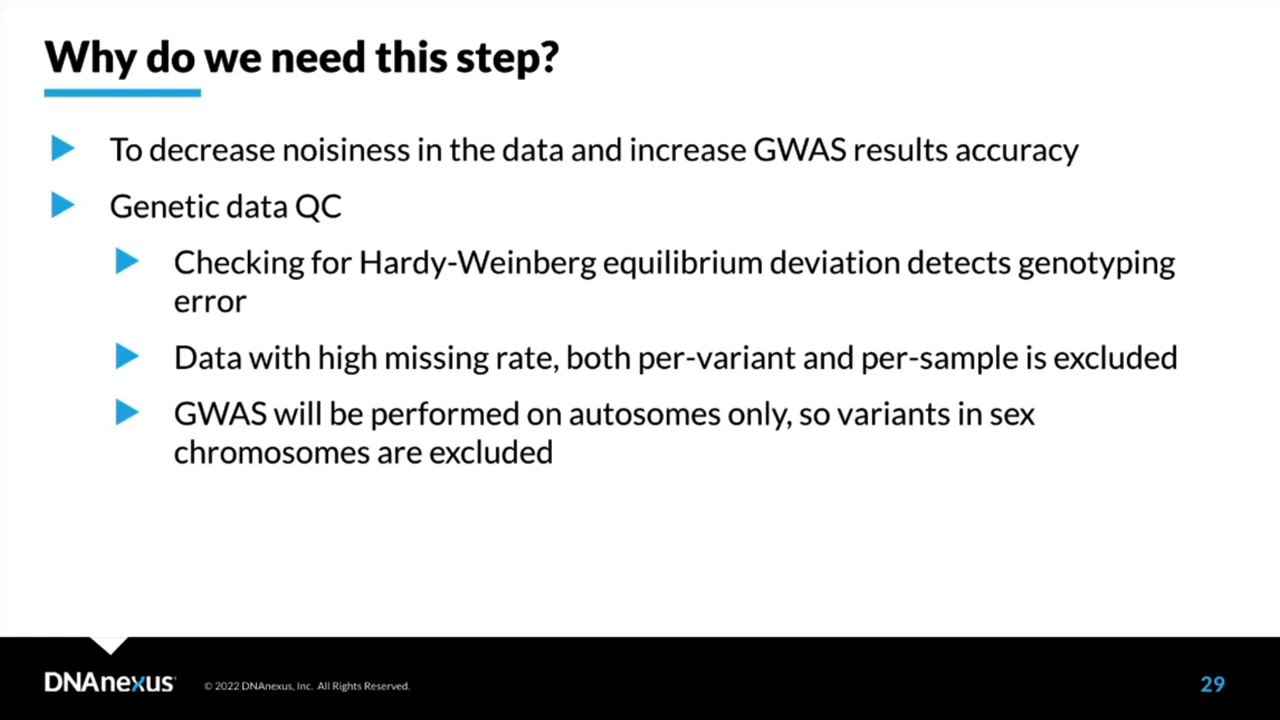 Why do we need this step?
To decrease noisiness in the data and increase GWAS results accuracy
Genetic data QC
Checking for Hardy-Weinberg equilibrium deviation detects genotyping
error
Data with high missing rate, both per-variant and per-sample is excluded
GWAS will be performed on autosomes only, so variants in sex
chromosomes are excluded
DNAnexus
© 2022 DNAnexus, Inc. All Rights Reserved.
29